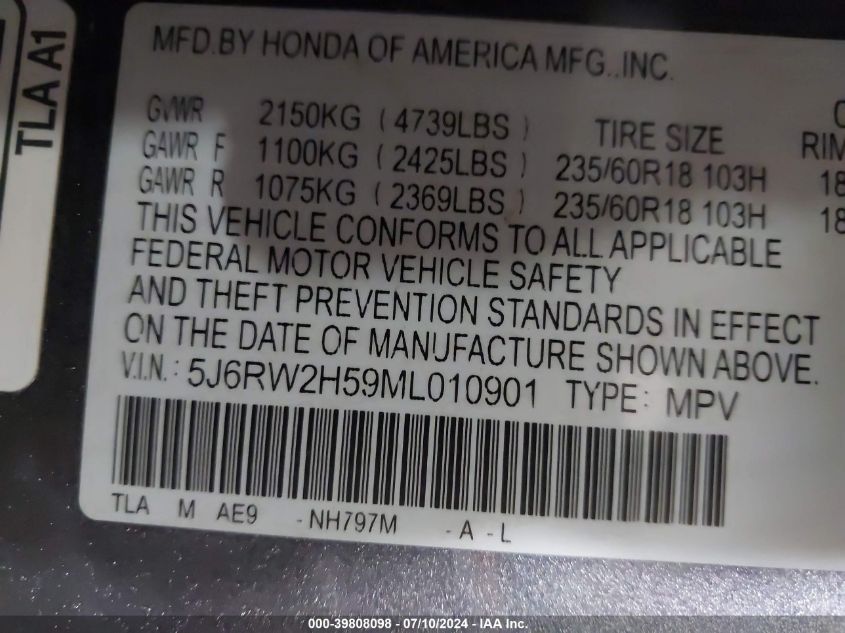 TLA A1
MFD.BY HONDA OF AMERICA MFG.,INC.
GVWR 2150KG (4739LBS)
TIRE SIZE RIM
GAWR F 1100KG (2425LBS) 235/60R18 103H 18
GAWR R 1075KG (2369LBS) 235/60R18 103H 18
THIS VEHICLE CONFORMS TO ALL APPLICABLE
FEDERAL MOTOR VEHICLE SAFETY
AND THEFT PREVENTION STANDARDS IN EFFECT
ON THE DATE OF MANUFACTURE SHOWN ABOVE.
V.I.N.: 5J6RW2H59ML010901 TYPE: MPV
TLA M AE9 -NH797M -A -L
000-39808098 - 07/10/2024 - IAA, Inc.